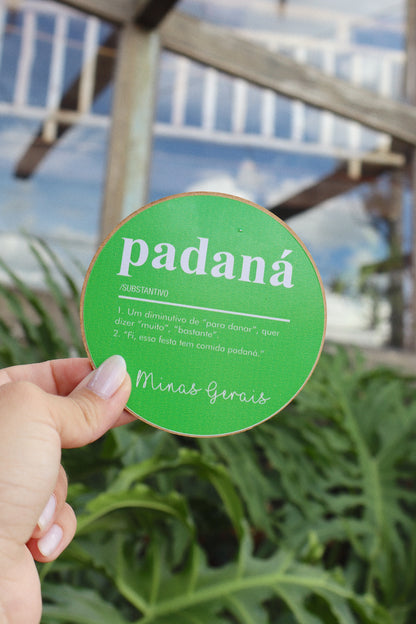 padaná
/SUBSTANTIVO
1. Um diminutivo de "para danar", quer
dizer "muito", "bastante".
2. "Fi, essa festa tem comida padaná."
Minas Gerais